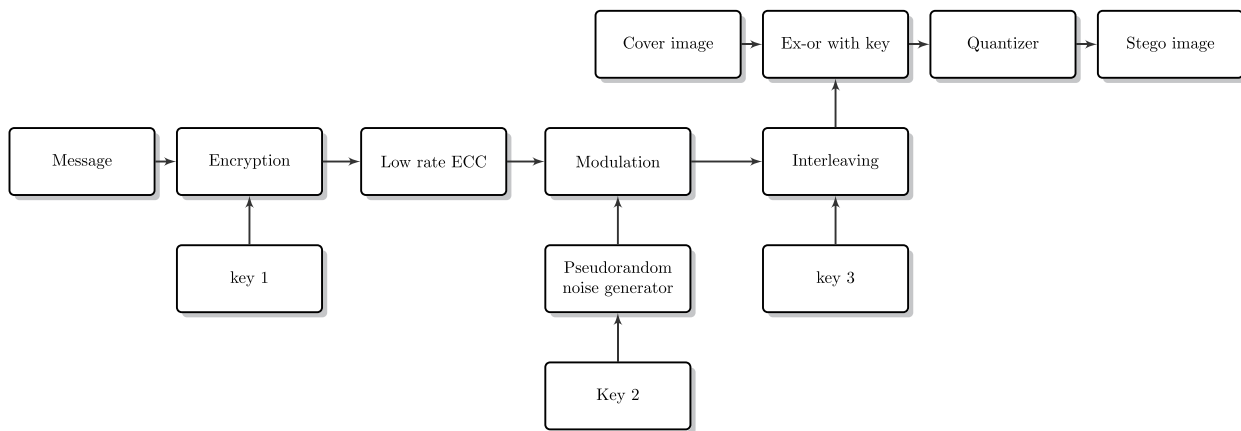 Cover image
Ex-or with key
Quantizer
Stego image
Message
Encryption
Low rate ECC
Modulation
Interleaving
key 1
Pseudorandom
noise generator
key 3
Key 2